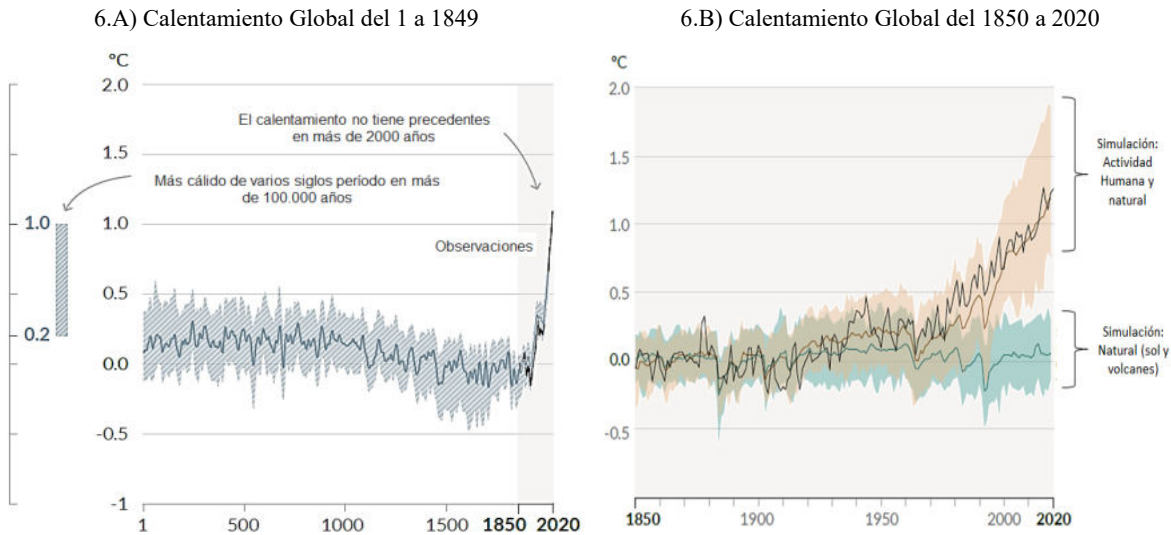 6.A) Calentamiento Global del 1 a 1849
°C
2.0
1.5
1.0
0.5
0.0
-0.5
-1
1.0
0.2
El calentamiento no tiene precedentes
en más de 2000 años
Más cálido de varios siglos período en más
de 100.000 años
Observaciones
1
500
1000
1500
1850
2020
6.B) Calentamiento Global del 1850 a 2020
°C
2.0
1.5
1.0
0.5
0.0
-0.5
1850
1900
1950
2000
2020
Simulación:
Actividad
Humana y
natural
Simulación:
Natural (sol y
volcanes)